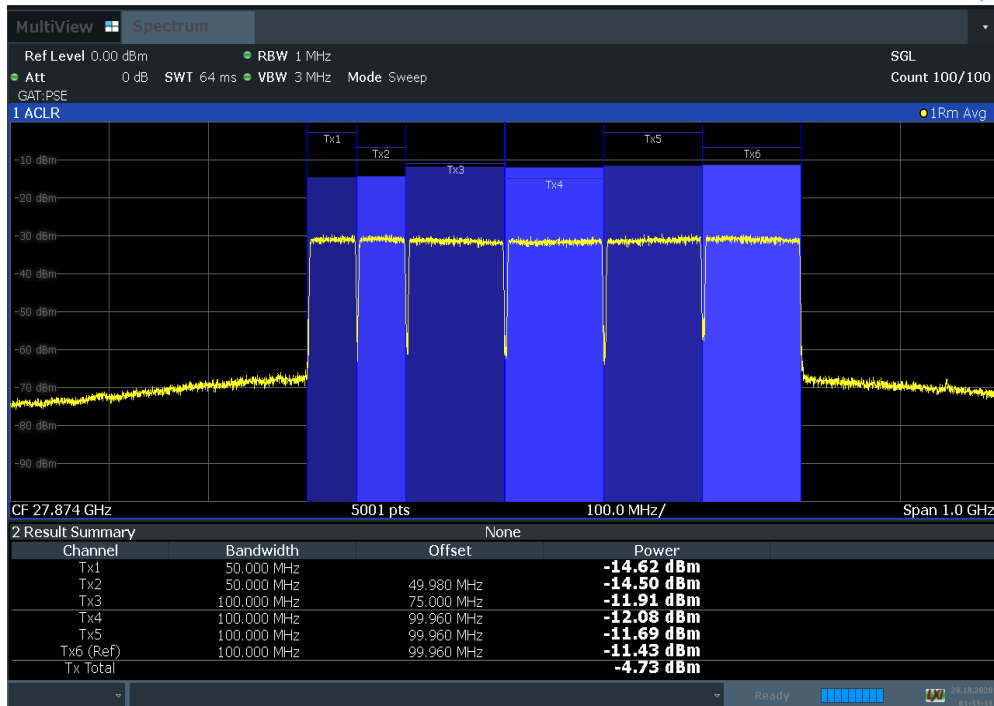 MultiView Spectrum
Ref Level 0.00 dBm RBW 1 MHz SGL
Att 0 dB SWT 64 ms VBW 3 MHz Mode Sweep Count 100/100
GAT:PSE
1 ACLR 1Rm Avg
Tx1 Tx5
Tx2 Tx6
-10 dBm
Tx3
Tx4
-20 dBm
-30 dBm
-40 dBm
-50 dBm
-60 dBm
-70 dBm
-80 dBm
-90 dBm
CF 27.874 GHz 5001 pts 100.0 MHz/ Span 1.0 GHz
2 Result Summary None
Channel Bandwidth Offset Power
Tx1 50.000 MHz -14.62 dBm
Tx2 50.000 MHz 49.980 MHz -14.50 dBm
Tx3 100.000 MHz 75.000 MHz -11.91 dBm
Tx4 100.000 MHz 99.960 MHz -12.08 dBm
Tx5 100.000 MHz 99.960 MHz -11.69 dBm
Tx6 (Ref) 100.000 MHz 99.960 MHz -11.43 dBm
Tx Total -4.73 dBm
Ready LXI 29.10.2020
01:33:31